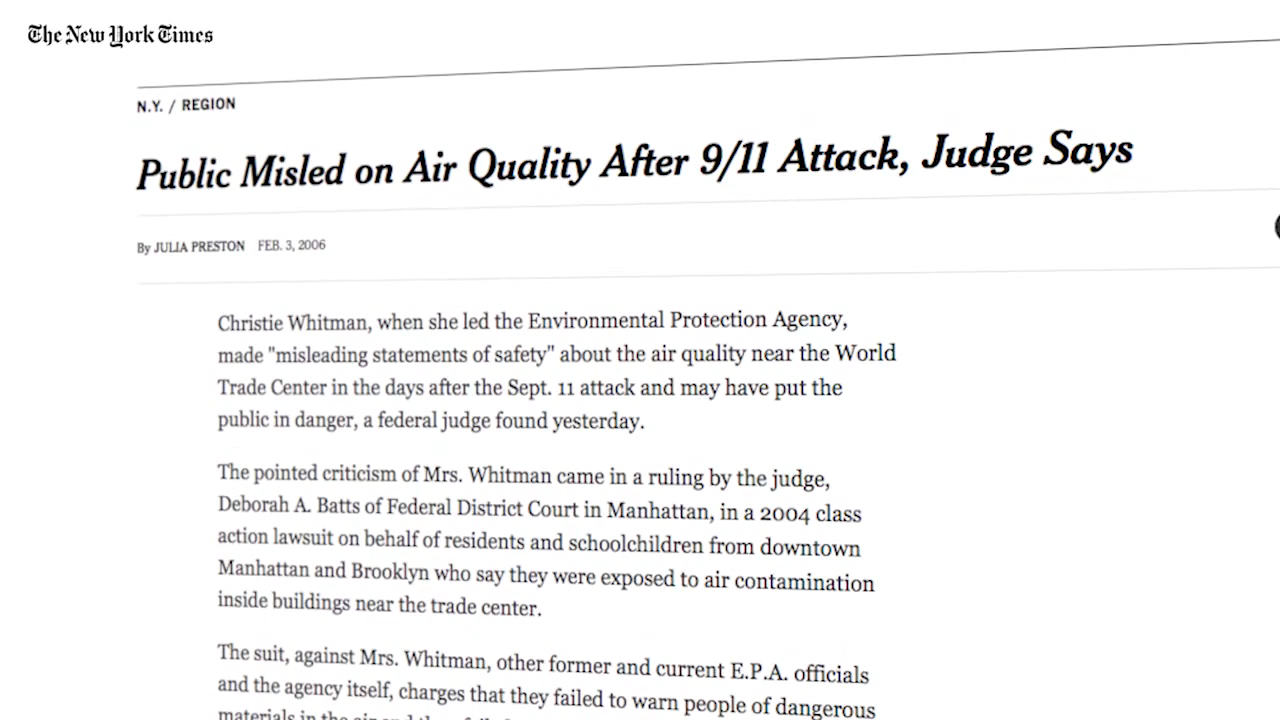 The New York Times
N.Y. / REGION
Public Misled on Air Quality After 9/11 Attack, Judge Says
By JULIA PRESTON FEB. 3, 2006
Christie Whitman, when she led the Environmental Protection Agency,
made "misleading statements of safety" about the air quality near the World
Trade Center in the days after the Sept. 11 attack and may have put the
public in danger, a federal judge found yesterday.
The pointed criticism of Mrs. Whitman came in a ruling by the judge,
Deborah A. Batts of Federal District Court in Manhattan, in a 2004 class
action lawsuit on behalf of residents and schoolchildren from downtown
Manhattan and Brooklyn who say they were exposed to air contamination
inside buildings near the trade center.
The suit, against Mrs. Whitman, other former and current E.P.A. officials
and the agency itself, charges that they failed to warn people of dangerous
materials in the air and